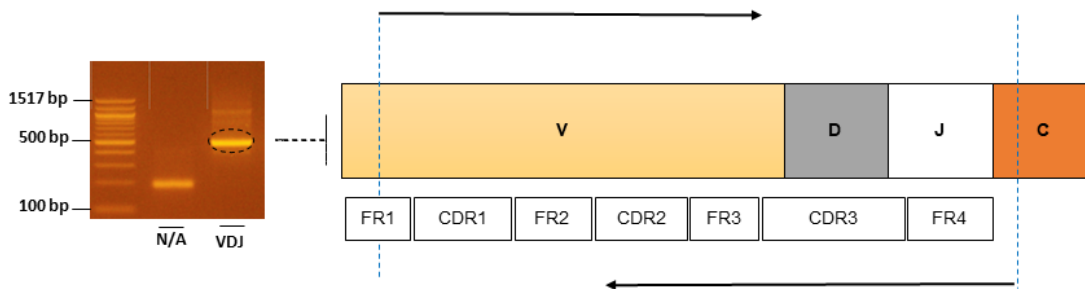 1517 bp
500 bp
100 bp
N/A VDJ
V D J C
FR1 CDR1 FR2 CDR2 FR3 CDR3 FR4